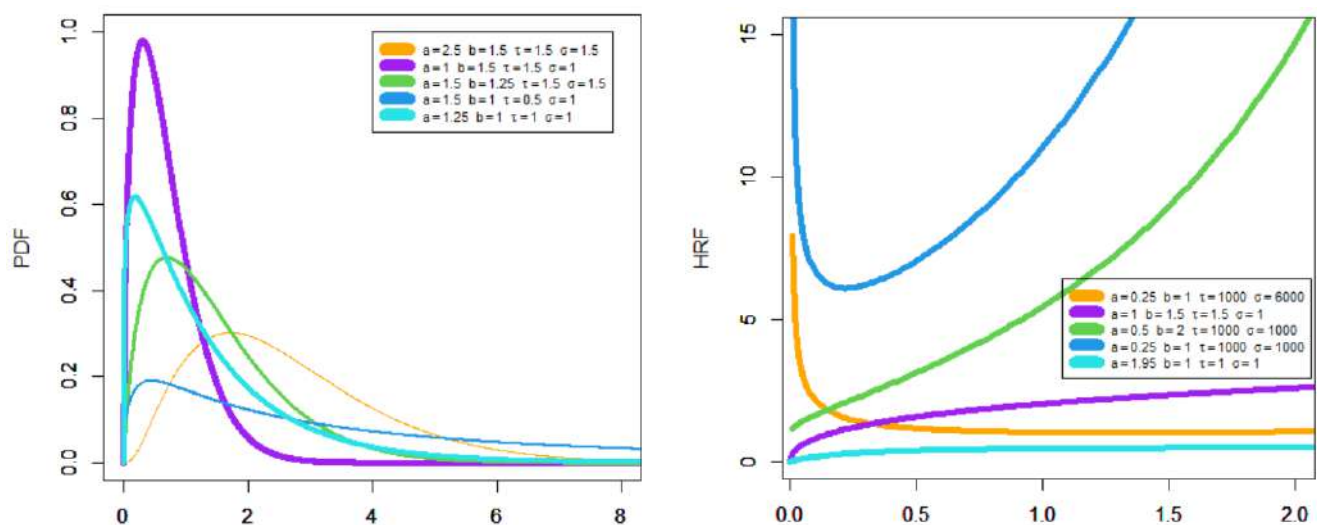 PDF
0.0
0.2
0.4
0.6
0.8
1.0
a=2.5 b=1.5 τ=1.5 σ=1.5
a=1 b=1.5 τ=1.5 σ=1
a=1.5 b=1.25 τ=1.5 σ=1.5
a=1.5 b=1 τ=0.5 σ=1
a=1.25 b=1 τ=1 σ=1
0 2 4 6 8
HRF
0
5
10
15
a=0.25 b=1 τ=1000 σ=6000
a=1 b=1.5 τ=1.5 σ=1
a=0.5 b=2 τ=1000 σ=1000
a=0.25 b=1 τ=1000 σ=1000
a=1.95 b=1 τ=1 σ=1
0.0 0.5 1.0 1.5 2.0